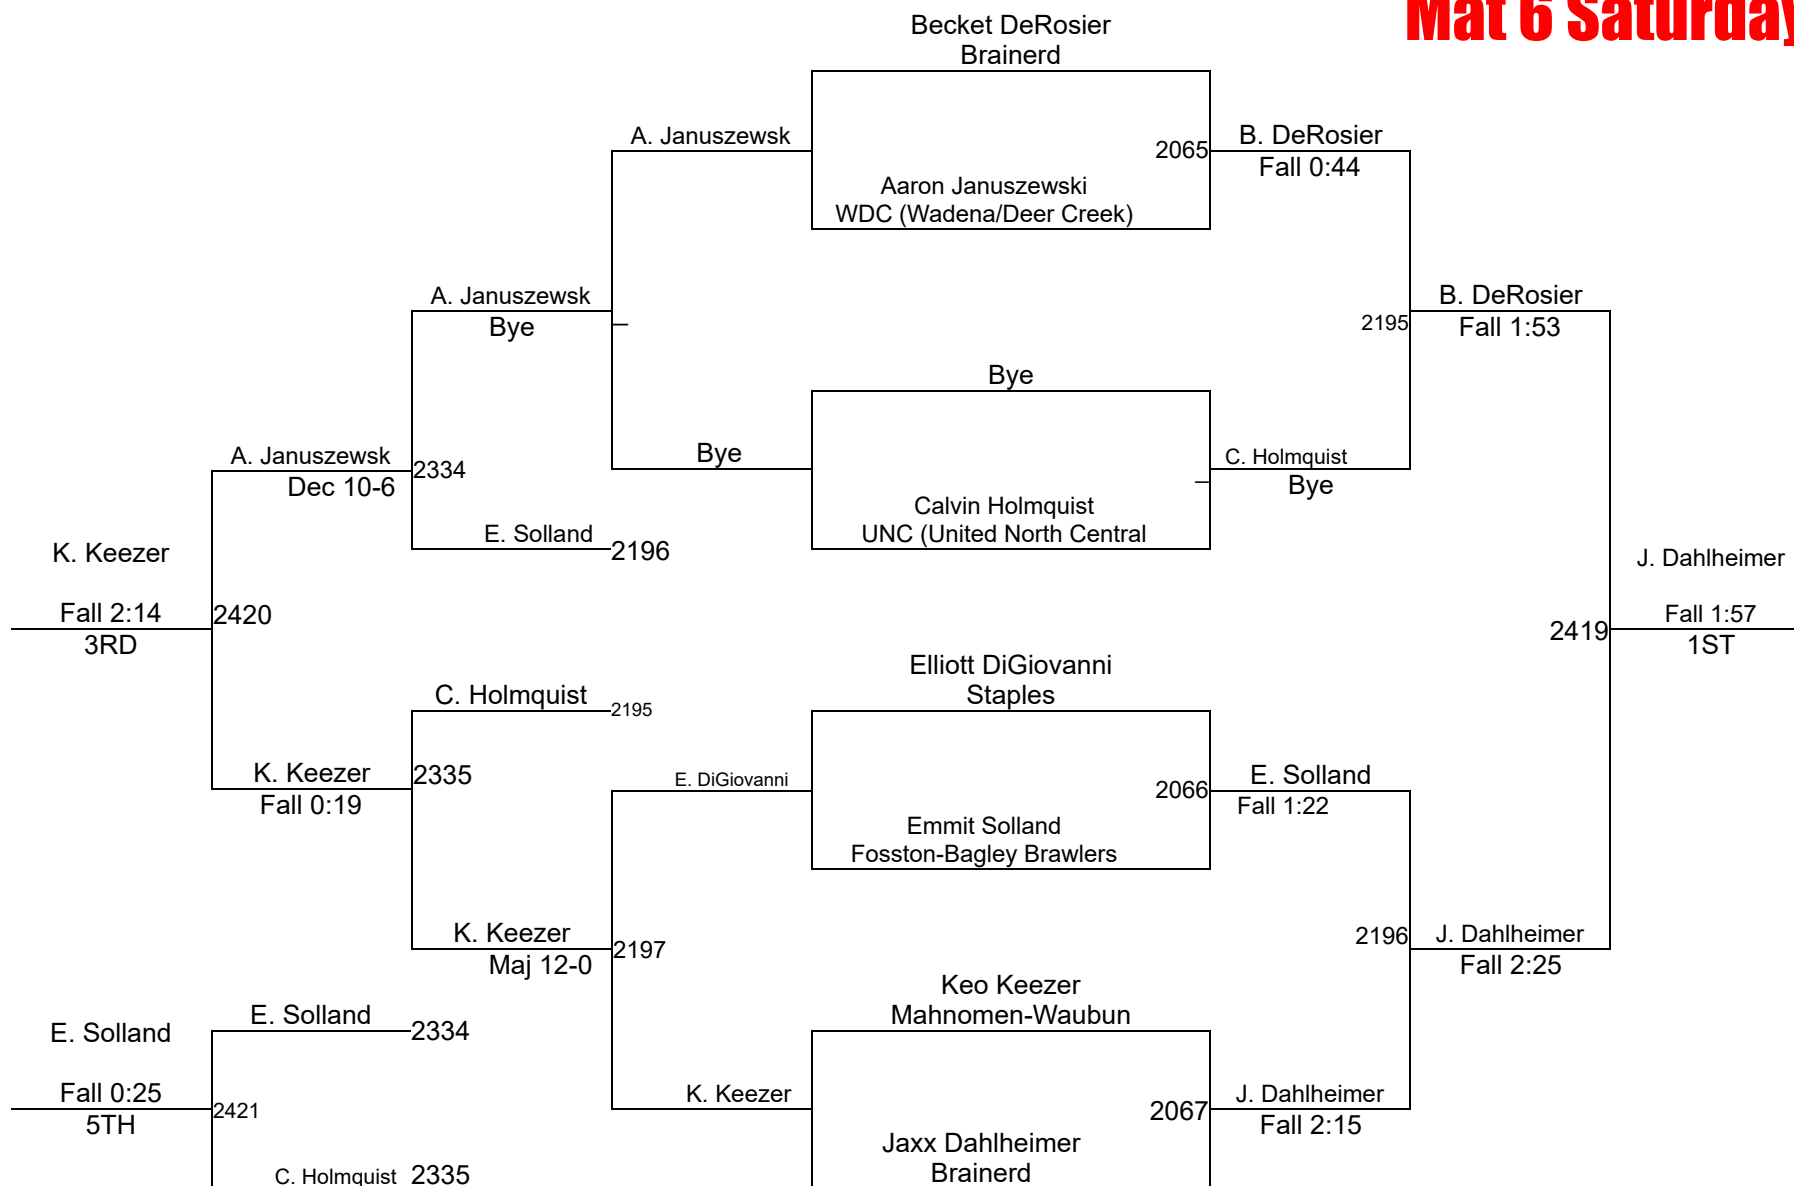 Mat 6 Saturday
Becket DeRosier
Brainerd
A. Januszewsk
2065
B. DeRosier
Fall 0:44
Aaron Januszewski
WDC (Wadena/Deer Creek)
A. Januszewsk
Bye
2195
B. DeRosier
Fall 1:53
Bye
Bye
C. Holmquist
Bye
A. Januszewsk
Dec 10-6
2334
Calvin Holmquist
UNC (United North Central
E. Solland
2196
K. Keezer
Fall 2:14
3RD
2420
J. Dahlheimer
Fall 1:57
1ST
2419
Elliott DiGiovanni
Staples
C. Holmquist
2195
K. Keezer
Fall 0:19
2335
E. DiGiovanni
2066
E. Solland
Fall 1:22
Emmit Solland
Fosston-Bagley Brawlers
K. Keezer
Maj 12-0
2197
2196
J. Dahlheimer
Fall 2:25
Keo Keezer
Mahnomen-Waubun
E. Solland
2334
E. Solland
Fall 0:25
5TH
2421
K. Keezer
2067
J. Dahlheimer
Fall 2:15
Jaxx Dahlheimer
Brainerd
C. Holmquist
2335